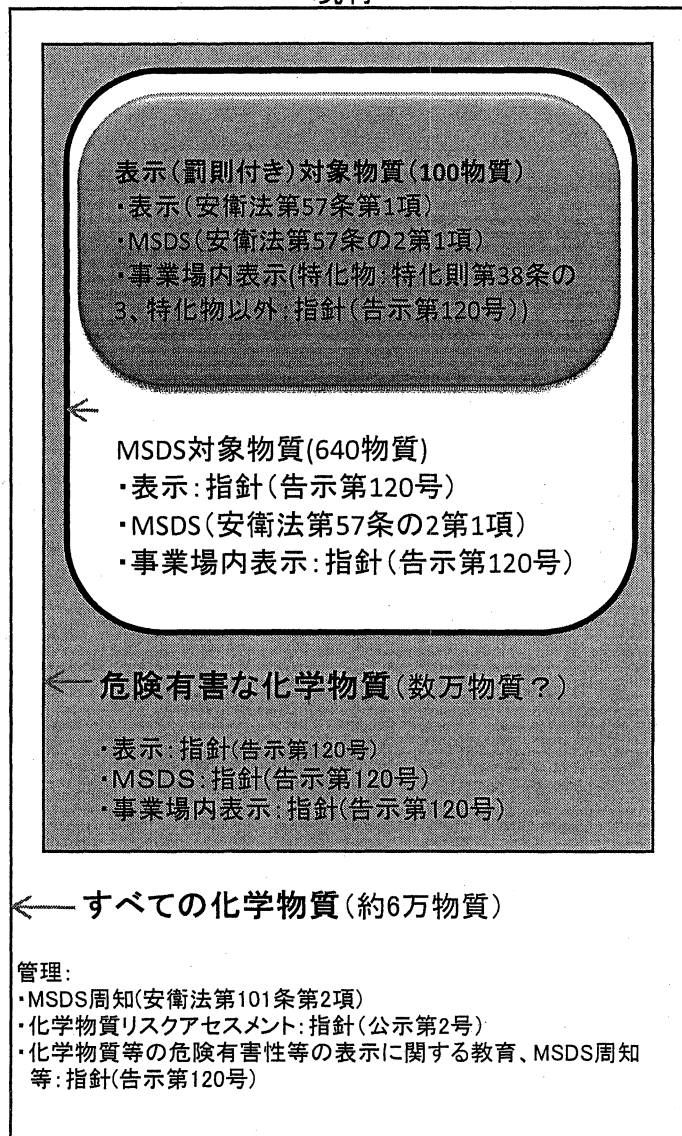 表示(罰則付き)対象物質(100物質)
・表示(安衛法第57条第1項)
・MSDS(安衛法第57条の2第1項)
・事業場内表示(特化物:特化則第38条の
3、特化物以外:指針(告示第120号))
MSDS対象物質(640物質)
・表示:指針(告示第120号)
・MSDS(安衛法第57条の2第1項)
・事業場内表示:指針(告示第120号)
危険有害な化学物質(数万物質?)
・表示:指針(告示第120号)
・MSDS:指針(告示第120号)
・事業場内表示:指針(告示第120号)
すべての化学物質(約6万物質)
管理:
・MSDS周知(安衛法第101条第2項)
・化学物質リスクアセスメント:指針(公示第2号)
・化学物質等の危険有害性等の表示に関する教育、MSDS周知
等:指針(告示第120号)